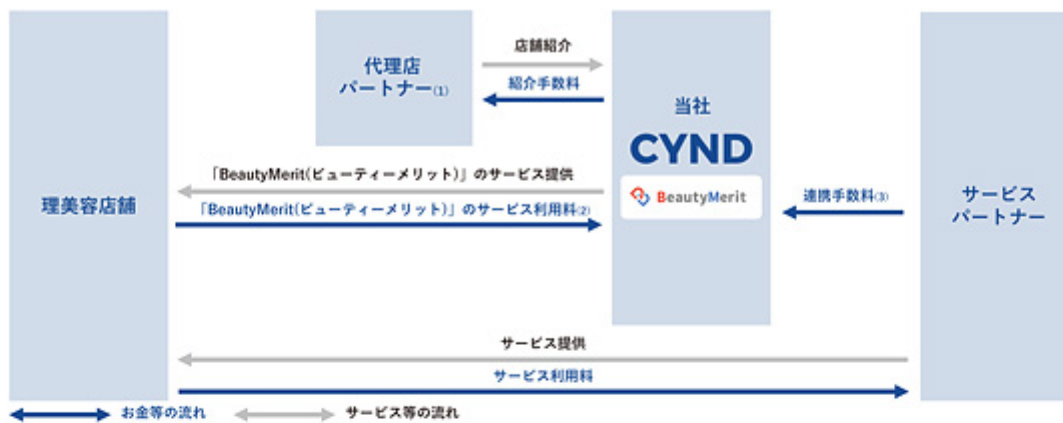 店舗紹介
代理店
パートナー(1)
紹介手数料
当社
CYND
BeautyMerit
「BeautyMerit(ビューティーメリット)」のサービス提供
理美容店舗
「BeautyMerit(ビューティーメリット)」のサービス利用料(2)
連携手数料(3)
サービス
パートナー
サービス提供
サービス利用料
お金等の流れ
サービス等の流れ